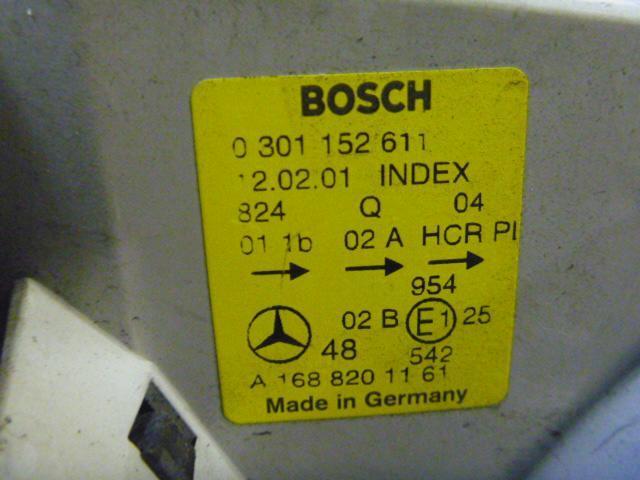 BOSCH
0 301 152 611
12.02.01 INDEX
824 Q 04
01 1b 02 A HCR PI
954
02 B E1 25
48 542
A 168 820 11 61
Made in Germany